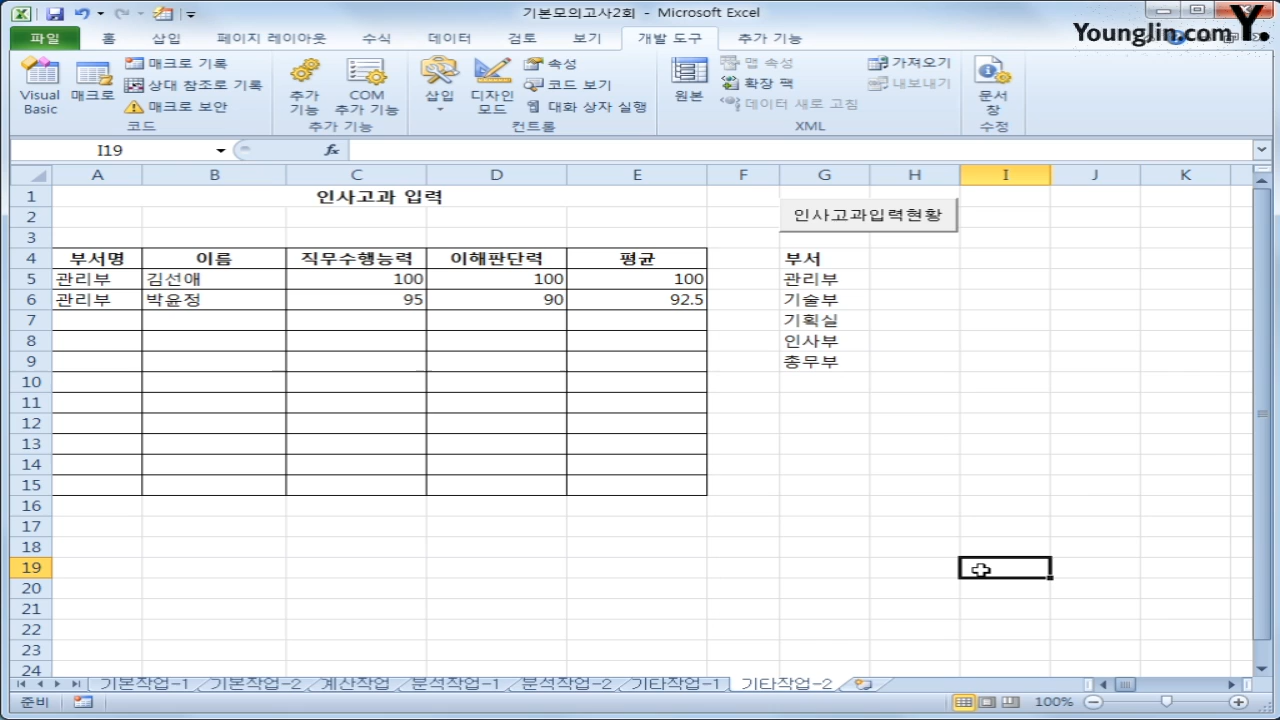 기본모의고사2회 - Microsoft Excel
YoungJin.com Y.
파일 홈 삽입 페이지 레이아웃 수식 데이터 검토 보기 개발 도구 추가 기능
Visual Basic
매크로
매크로 기록
상대 참조로 기록
매크로 보안
코드
추가 기능
COM 추가 기능
추가 기능
삽입
디자인 모드
속성
코드 보기
대화 상자 실행
컨트롤
원본
맵 속성
확장 팩
데이터 새로 고침
가져오기
내보내기
XML
문서 창
수정
I19 fx
A B C D E F G H I J K
1 인사고과 입력
인사고과입력현황
2
3
4 부서명 이름 직무수행능력 이해판단력 평균 부서
5 관리부 김선애 100 100 100 관리부
6 관리부 박윤정 95 90 92.5 기술부
7 기획실
8 인사부
9 총무부
10
11
12
13
14
15
16
17
18
19
20
21
22
23
24
기본작업-1 기본작업-2 계산작업 분석작업-1 분석작업-2 기타작업-1 기타작업-2
준비 100%